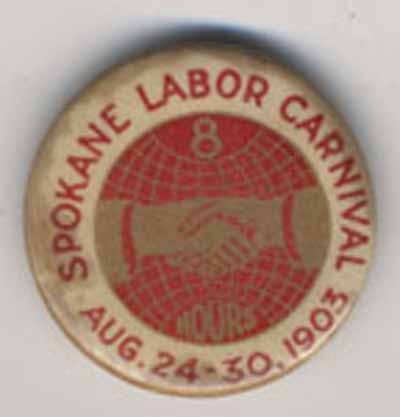 SPOKANE LABOR CARNIVAL
8
HOURS
AUG. 24-30, 1903